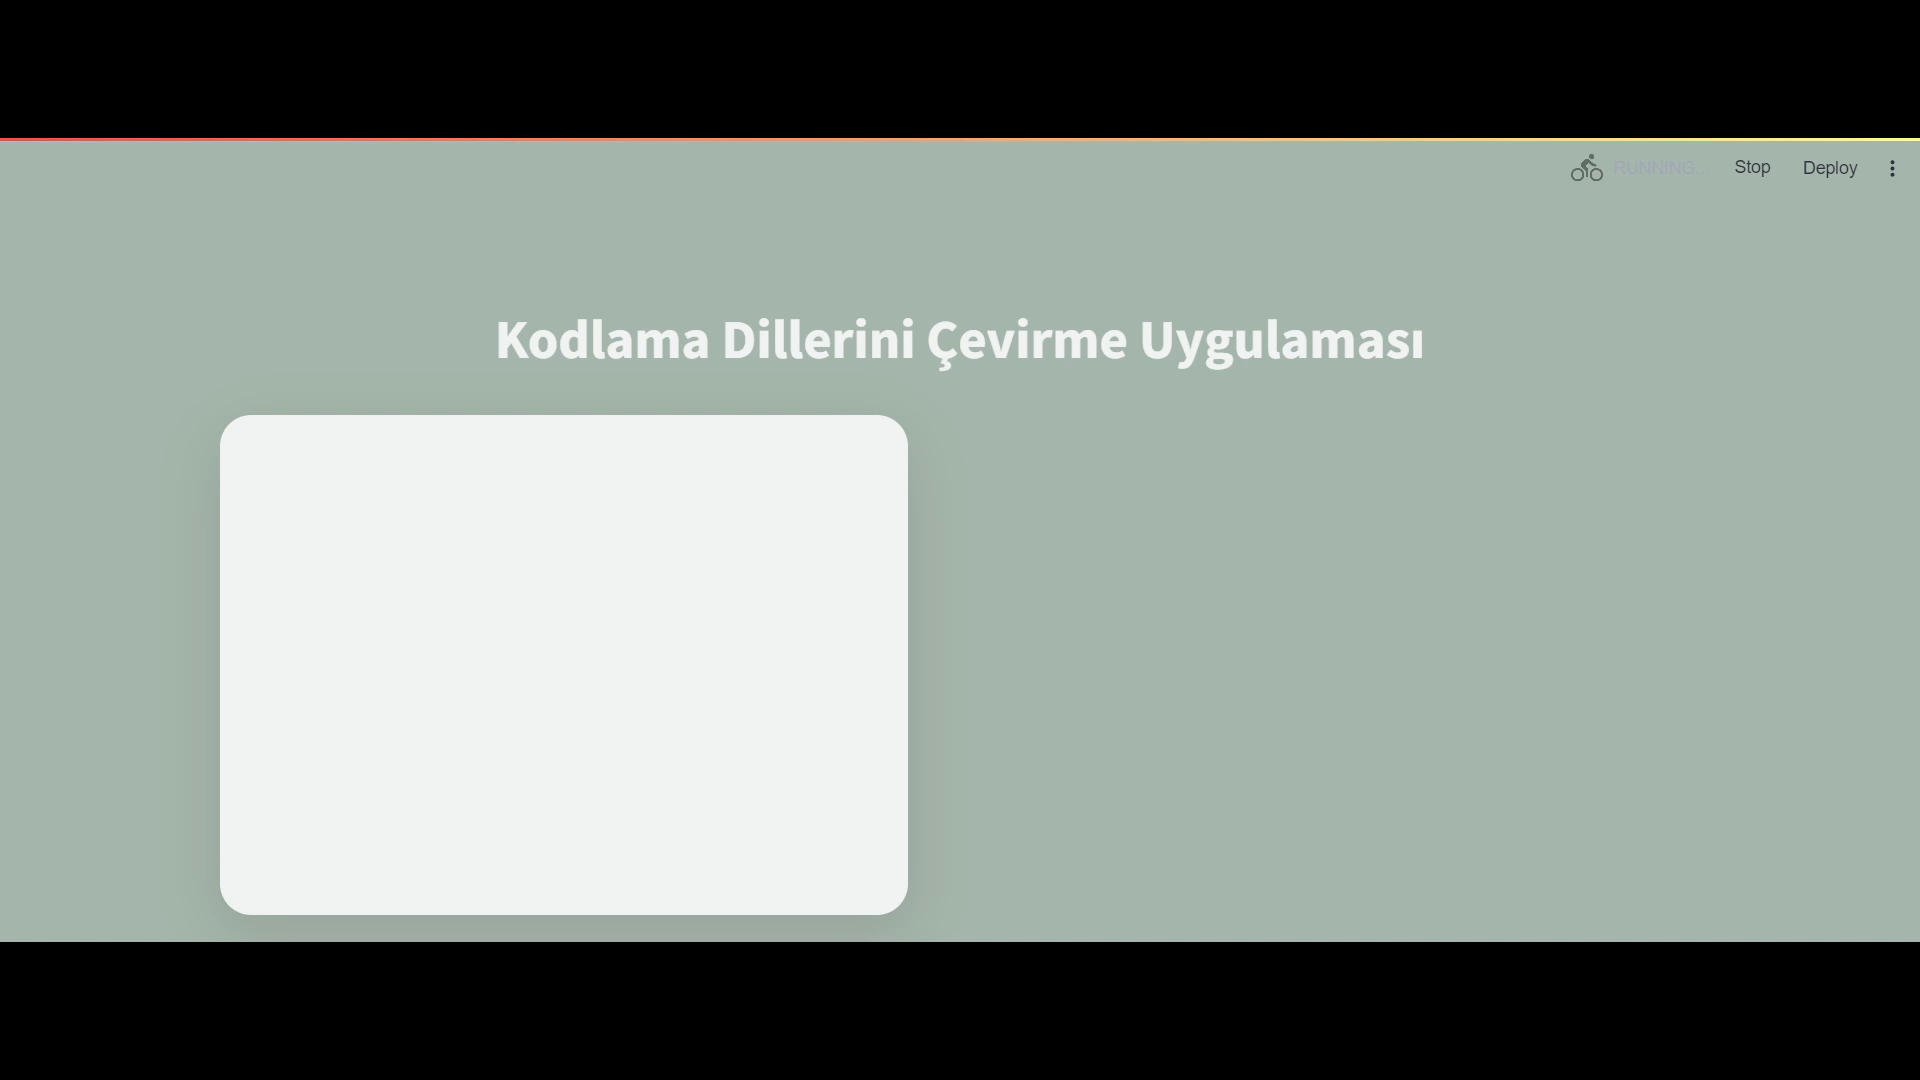 RUNNING...
Stop
Deploy
Kodlama Dillerini Çevirme Uygulaması